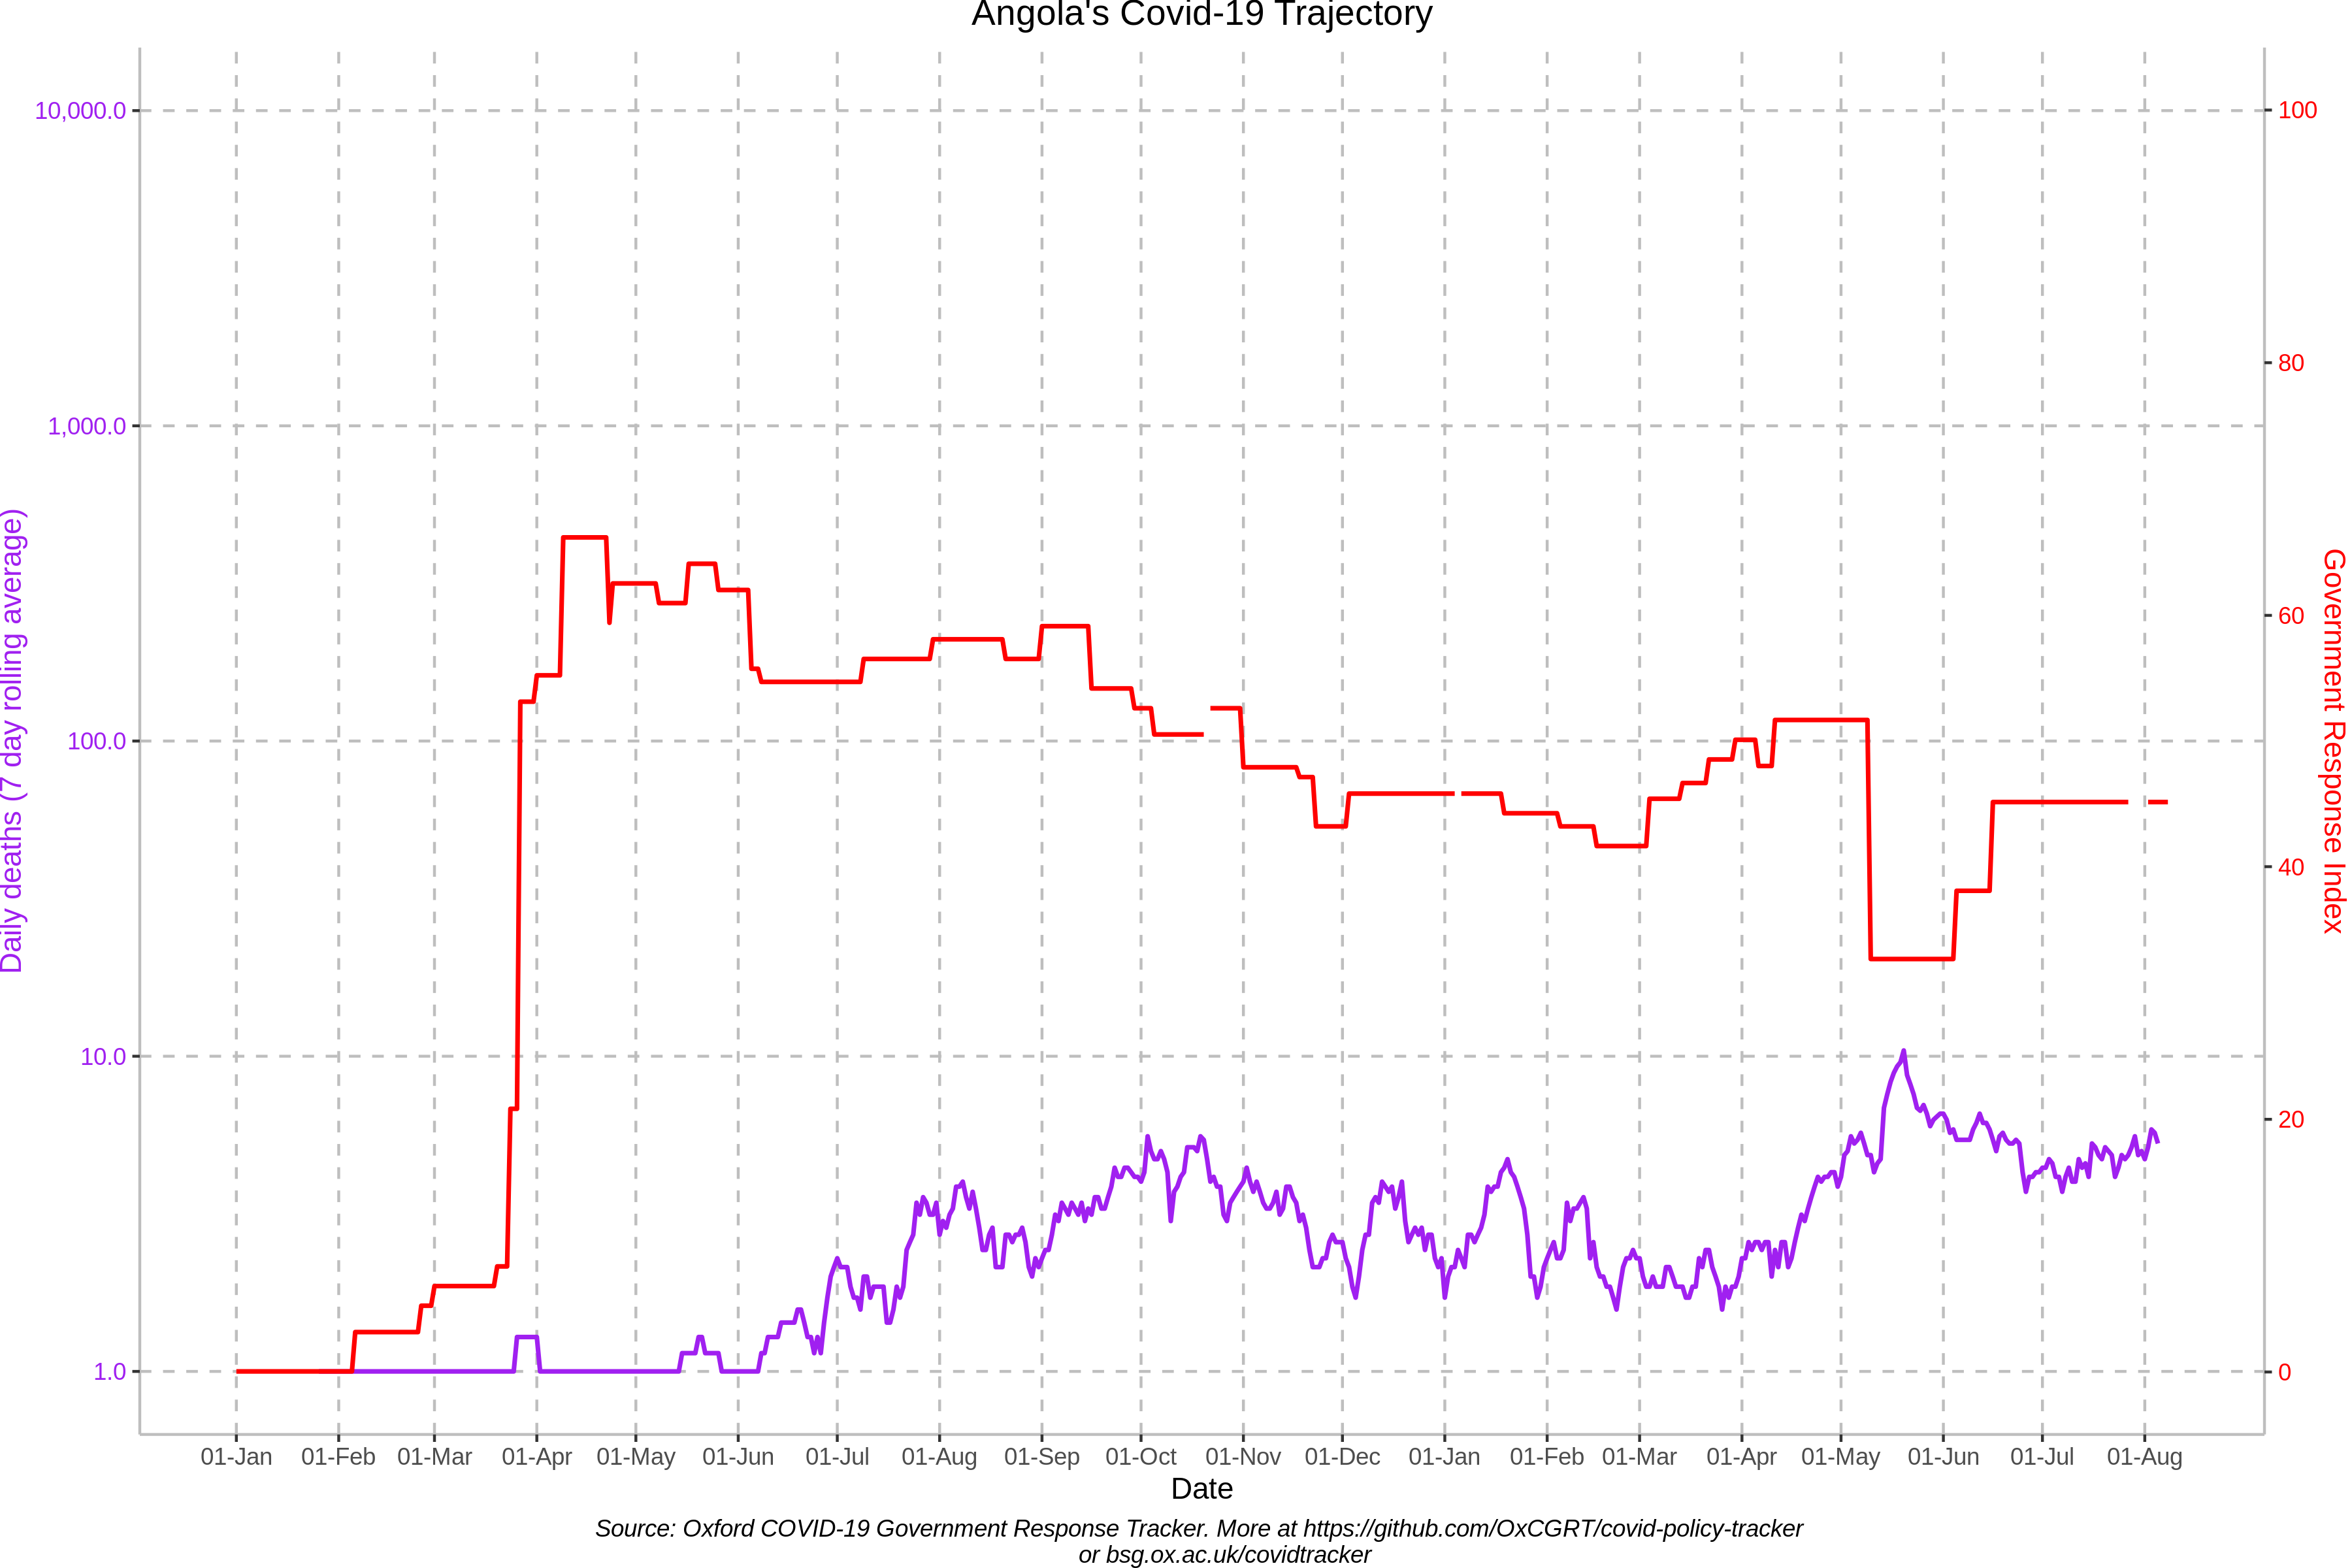 Angola's Covid-19 Trajectory
10,000.0
1,000.0
100.0
10.0
1.0
Daily deaths (7 day rolling average)
100
80
60
40
20
0
Government Response Index
01-Jan 01-Feb 01-Mar 01-Apr 01-May 01-Jun 01-Jul 01-Aug 01-Sep 01-Oct 01-Nov 01-Dec 01-Jan 01-Feb 01-Mar 01-Apr 01-May 01-Jun 01-Jul 01-Aug
Date
Source: Oxford COVID-19 Government Response Tracker. More at https://github.com/OxCGRT/covid-policy-tracker
or bsg.ox.ac.uk/covidtracker